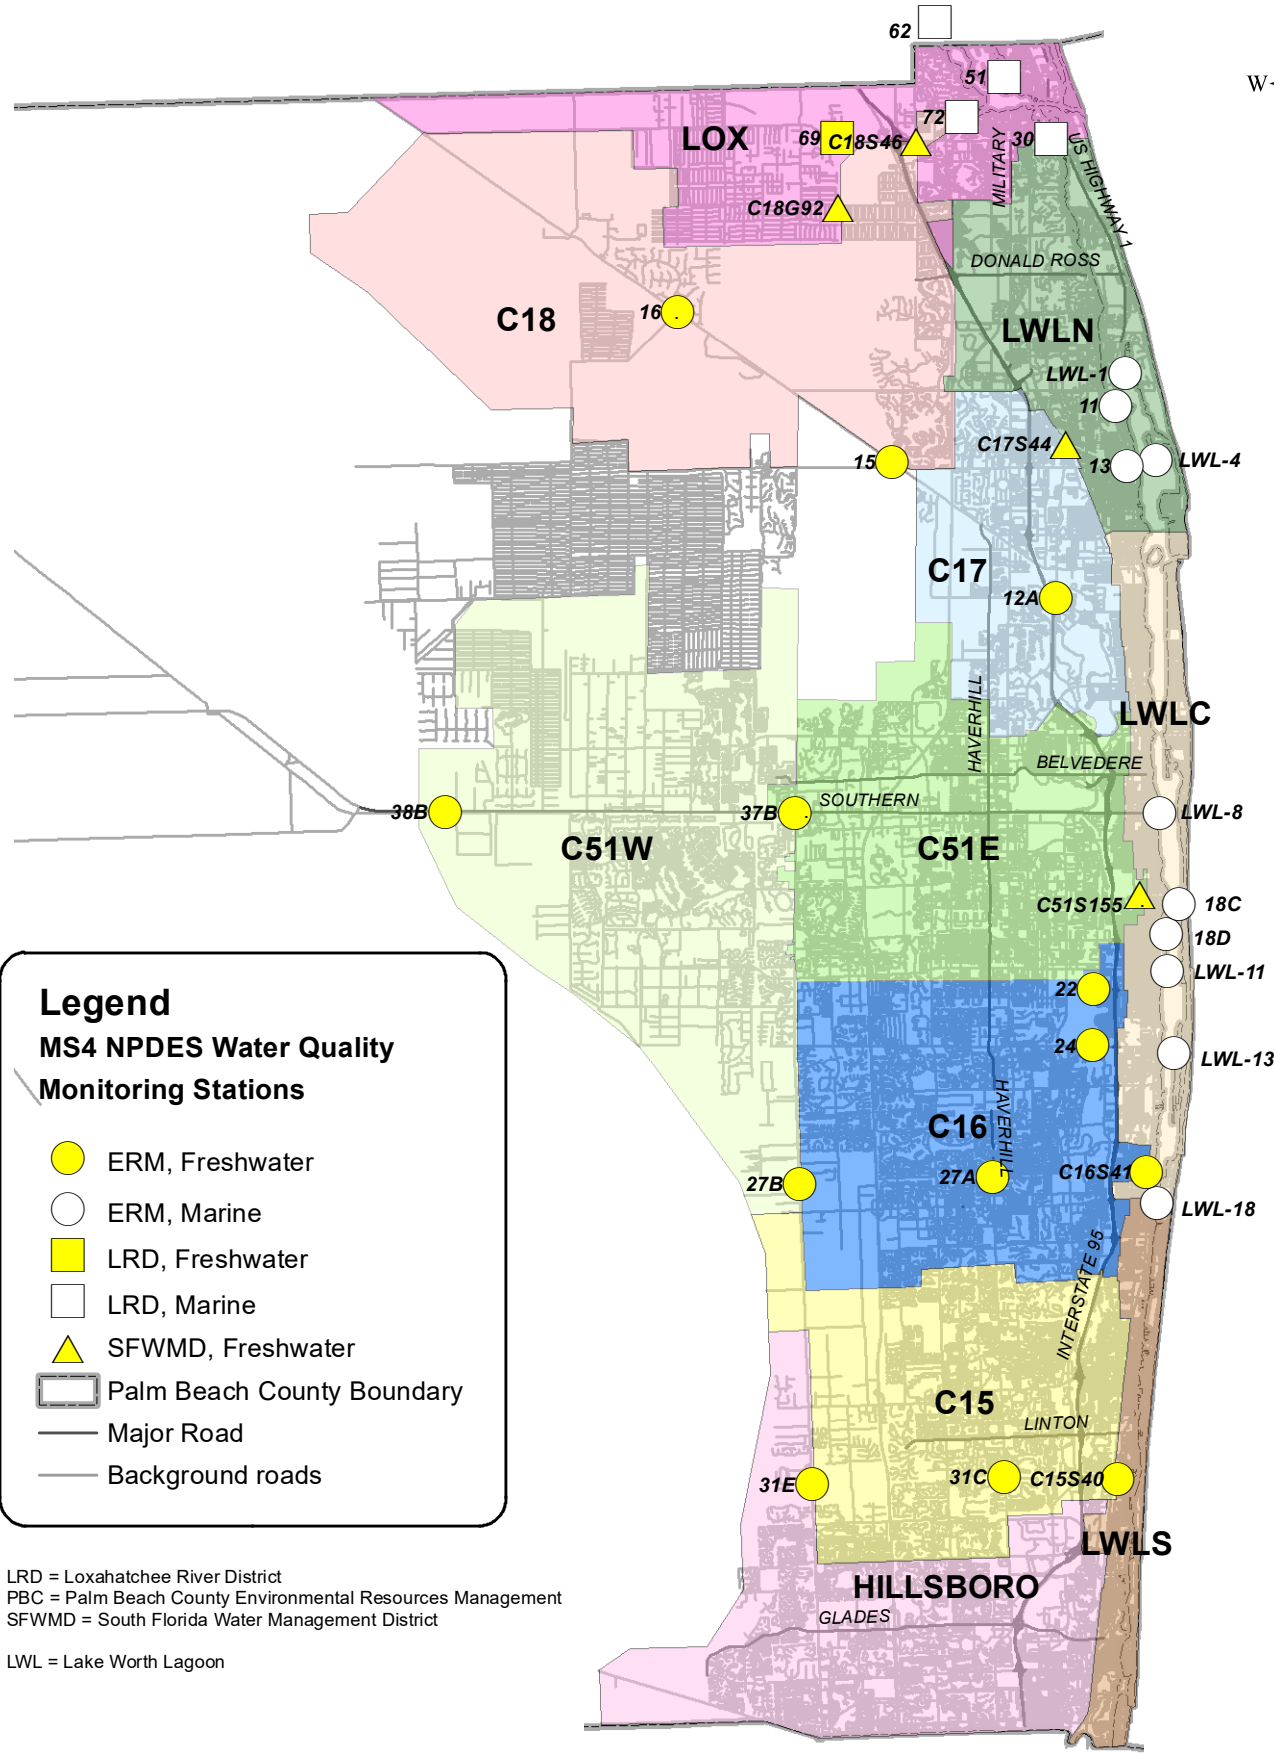 62
51
W
72
LOX
69
C18S46
30
MILITARY
US HIGHWAY 1
C18G92
DONALD ROSS
16
C18
LWLN
LWL-1
11
C17S44
15
13
LWL-4
C17
12A
HAVERHILL
LWLC
BELVEDERE
SOUTHERN
38B
37B
LWL-8
C51W
C51E
C51S155
18C
18D
LWL-11
22
24
LWL-13
HAVERHILL
C16
27B
27A
C16S41
LWL-18
INTERSTATE 95
C15
LINTON
31E
31C
C15S40
LWLS
HILLSBORO
GLADES
Legend
MS4 NPDES Water Quality
Monitoring Stations
ERM, Freshwater
ERM, Marine
LRD, Freshwater
LRD, Marine
SFWMD, Freshwater
Palm Beach County Boundary
Major Road
Background roads
LRD = Loxahatchee River District
PBC = Palm Beach County Environmental Resources Management
SFWMD = South Florida Water Management District
LWL = Lake Worth Lagoon